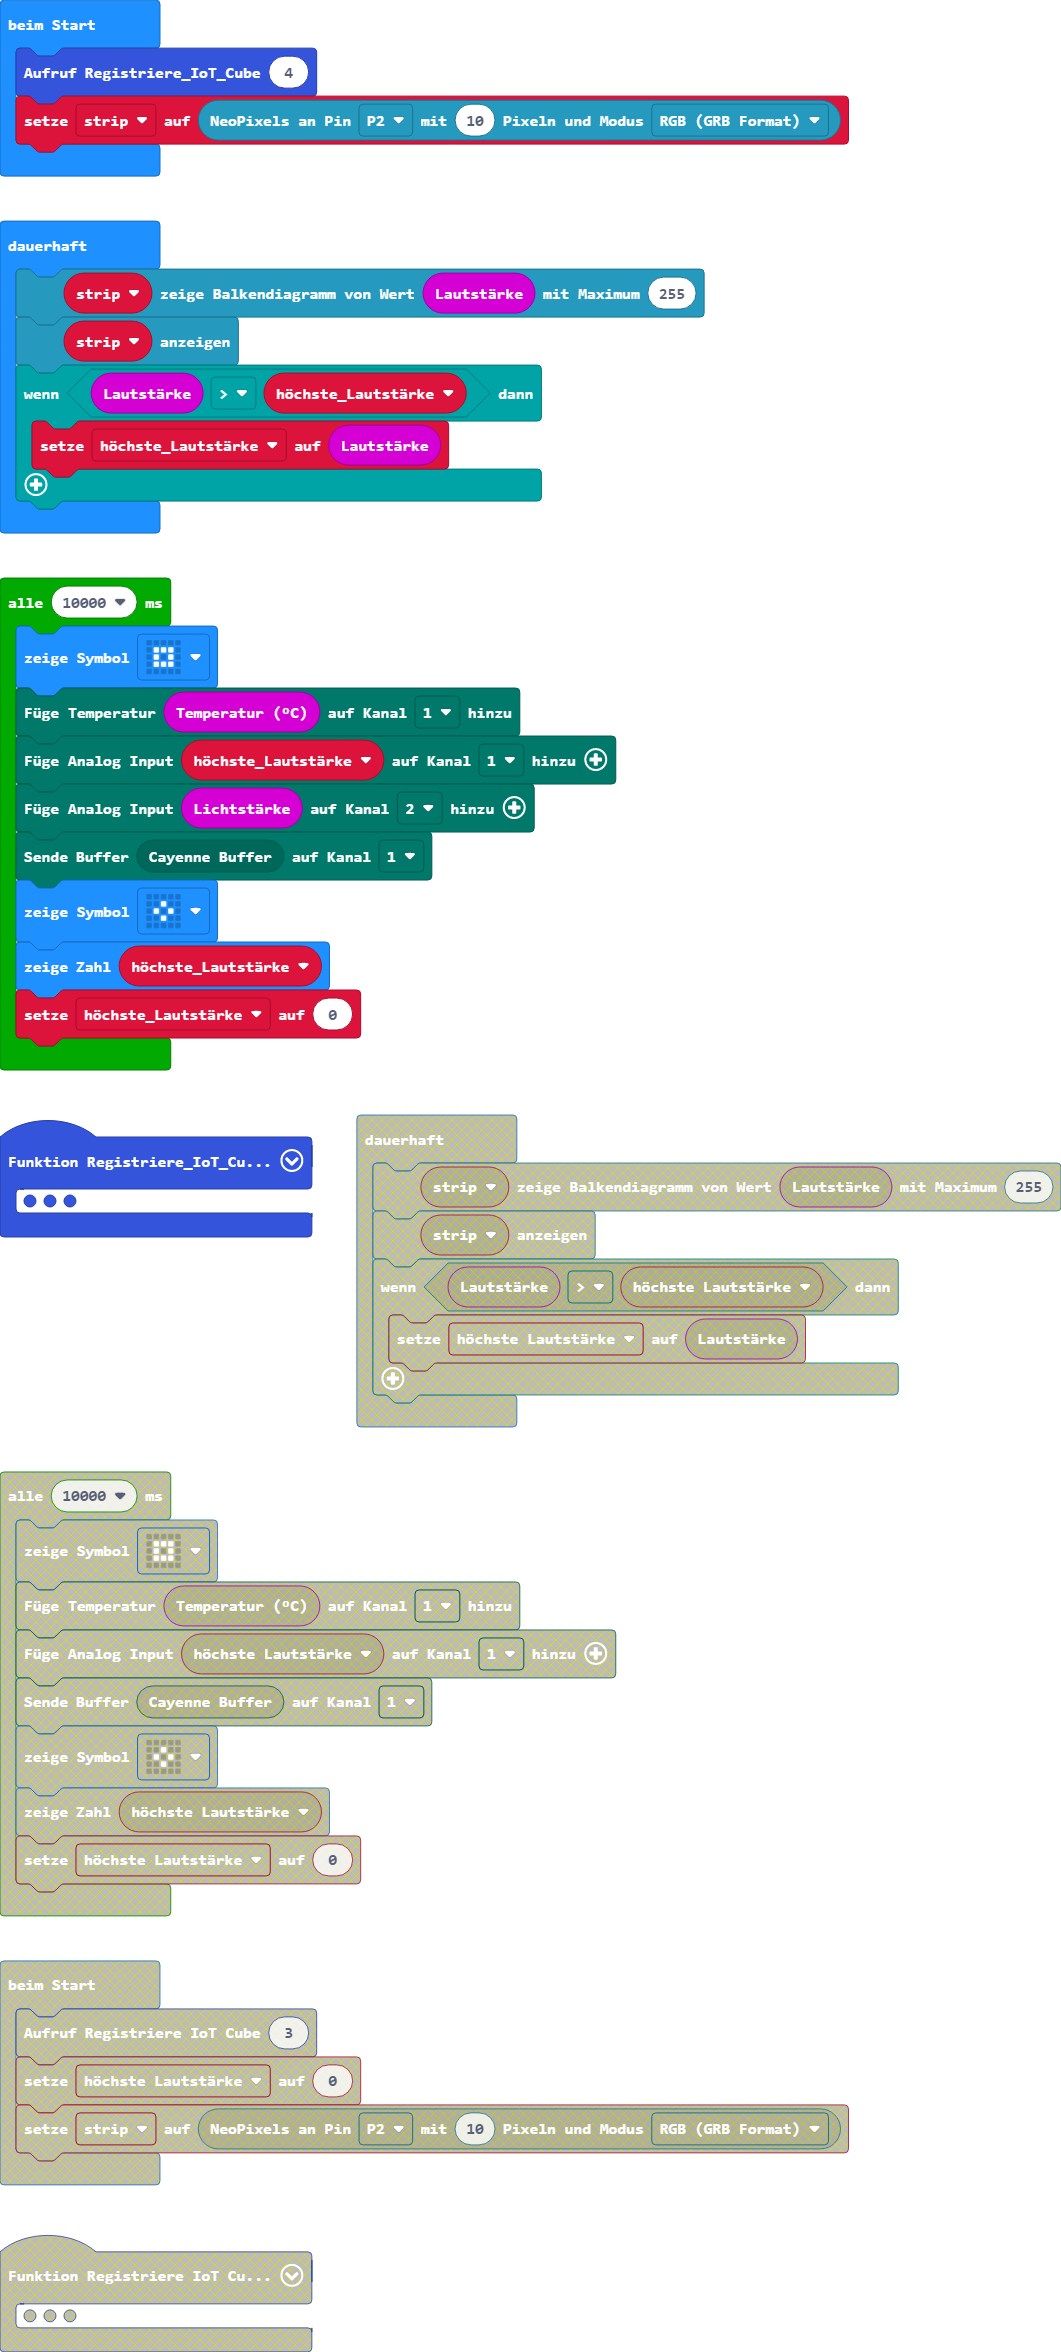 beim Start
Aufruf Registriere_IoT_Cube 4
setze strip auf NeoPixels an Pin P2 mit 10 Pixeln und Modus RGB (GRB Format)
dauerhaft
strip zeige Balkendiagramm von Wert Lautstärke mit Maximum 255
strip anzeigen
wenn Lautstärke > höchste_Lautstärke dann
setze höchste_Lautstärke auf Lautstärke
alle 10000 ms
zeige Symbol
Füge Temperatur Temperatur (ºC) auf Kanal 1 hinzu
Füge Analog Input höchste_Lautstärke auf Kanal 1 hinzu
Füge Analog Input Lichtstärke auf Kanal 2 hinzu
Sende Buffer Cayenne Buffer auf Kanal 1
zeige Symbol
zeige Zahl höchste_Lautstärke
setze höchste_Lautstärke auf 0
Funktion Registriere_IoT_Cu...
dauerhaft
strip zeige Balkendiagramm von Wert Lautstärke mit Maximum 255
strip anzeigen
wenn Lautstärke > höchste Lautstärke dann
setze höchste Lautstärke auf Lautstärke
alle 10000 ms
zeige Symbol
Füge Temperatur Temperatur (ºC) auf Kanal 1 hinzu
Füge Analog Input höchste Lautstärke auf Kanal 1 hinzu
Sende Buffer Cayenne Buffer auf Kanal 1
zeige Symbol
zeige Zahl höchste Lautstärke
setze höchste Lautstärke auf 0
beim Start
Aufruf Registriere IoT Cube 3
setze höchste Lautstärke auf 0
setze strip auf NeoPixels an Pin P2 mit 10 Pixeln und Modus RGB (GRB Format)
Funktion Registriere IoT Cu...